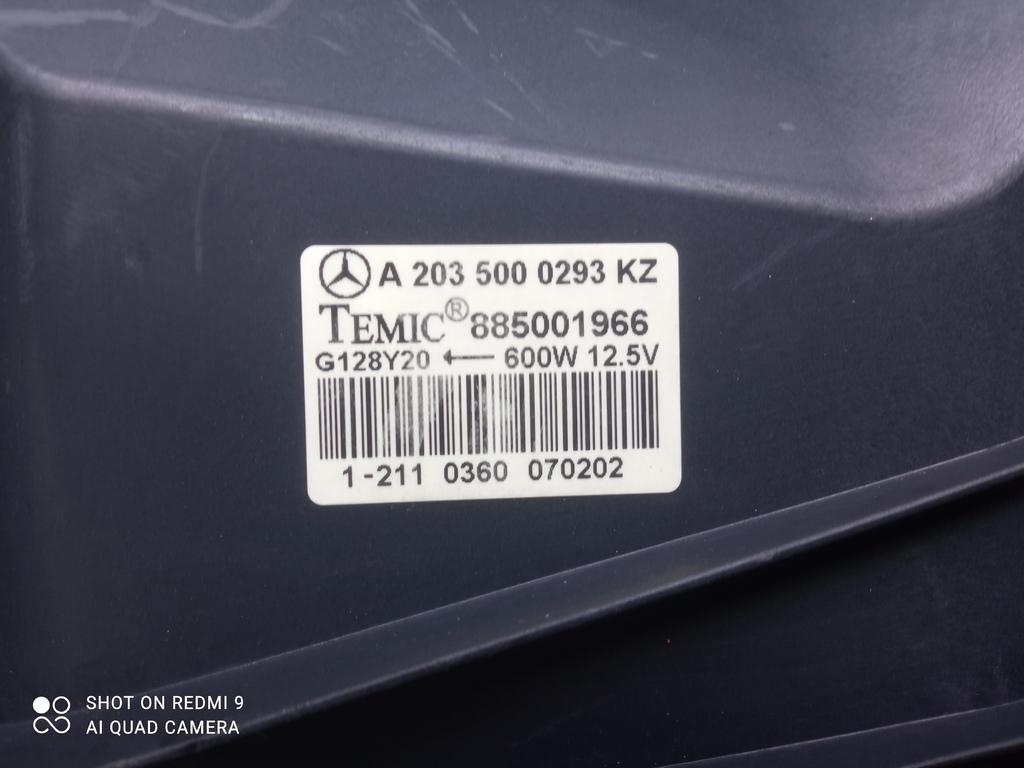 A 203 500 0293 KZ
TEMIC® 885001966
G128Y20 ← 600W 12.5V
1-211 0360 070202
SHOT ON REDMI 9
AI QUAD CAMERA